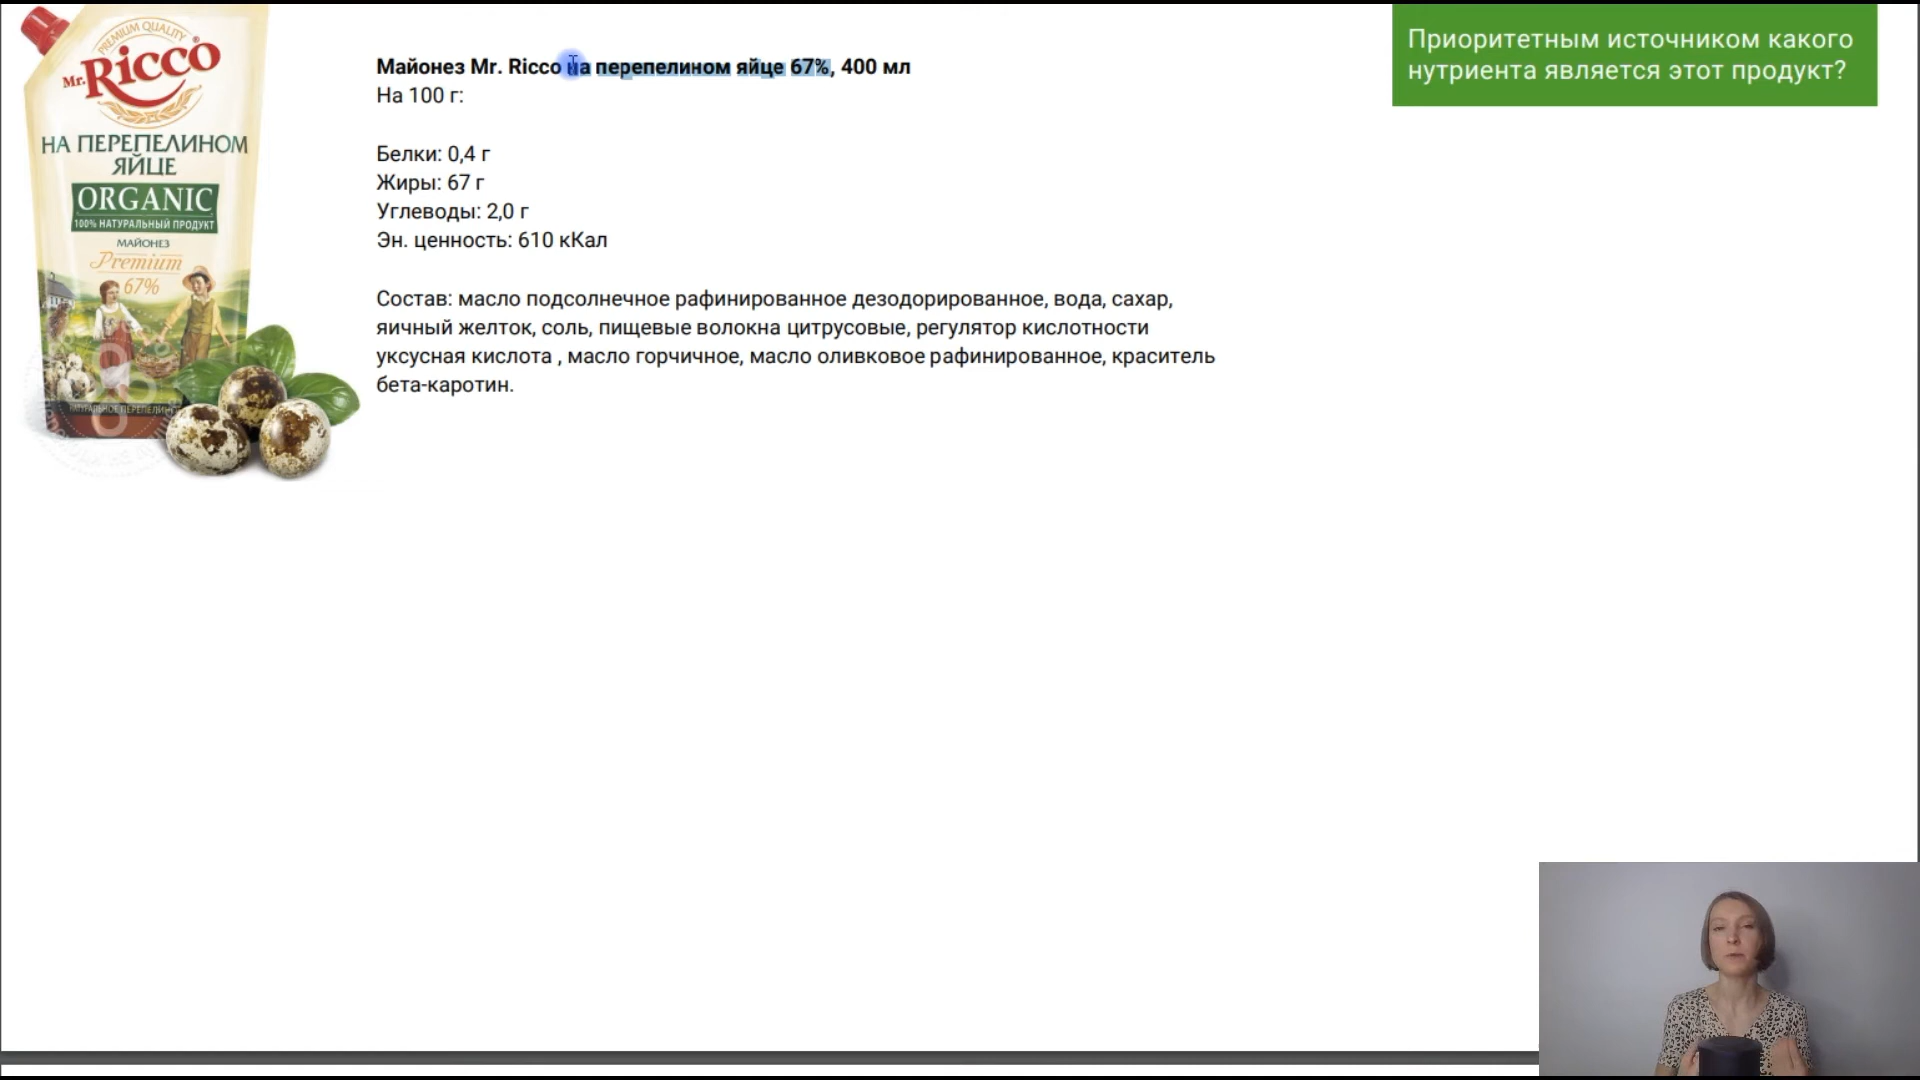 PREMIUM QUALITY
Mr. Ricco®
НА ПЕРЕПЕЛИНОМ
ЯЙЦЕ
ORGANIC
100% НАТУРАЛЬНЫЙ ПРОДУКТ
МАЙОНЕЗ
Premium
67%
Майонез Mr. Ricco на перепелином яйце 67%, 400 мл
На 100 г:
Белки: 0,4 г
Жиры: 67 г
Углеводы: 2,0 г
Эн. ценность: 610 кКал
Состав: масло подсолнечное рафинированное дезодорированное, вода, сахар,
яичный желток, соль, пищевые волокна цитрусовые, регулятор кислотности
уксусная кислота , масло горчичное, масло оливковое рафинированное, краситель
бета-каротин.
Приоритетным источником какого
нутриента является этот продукт?